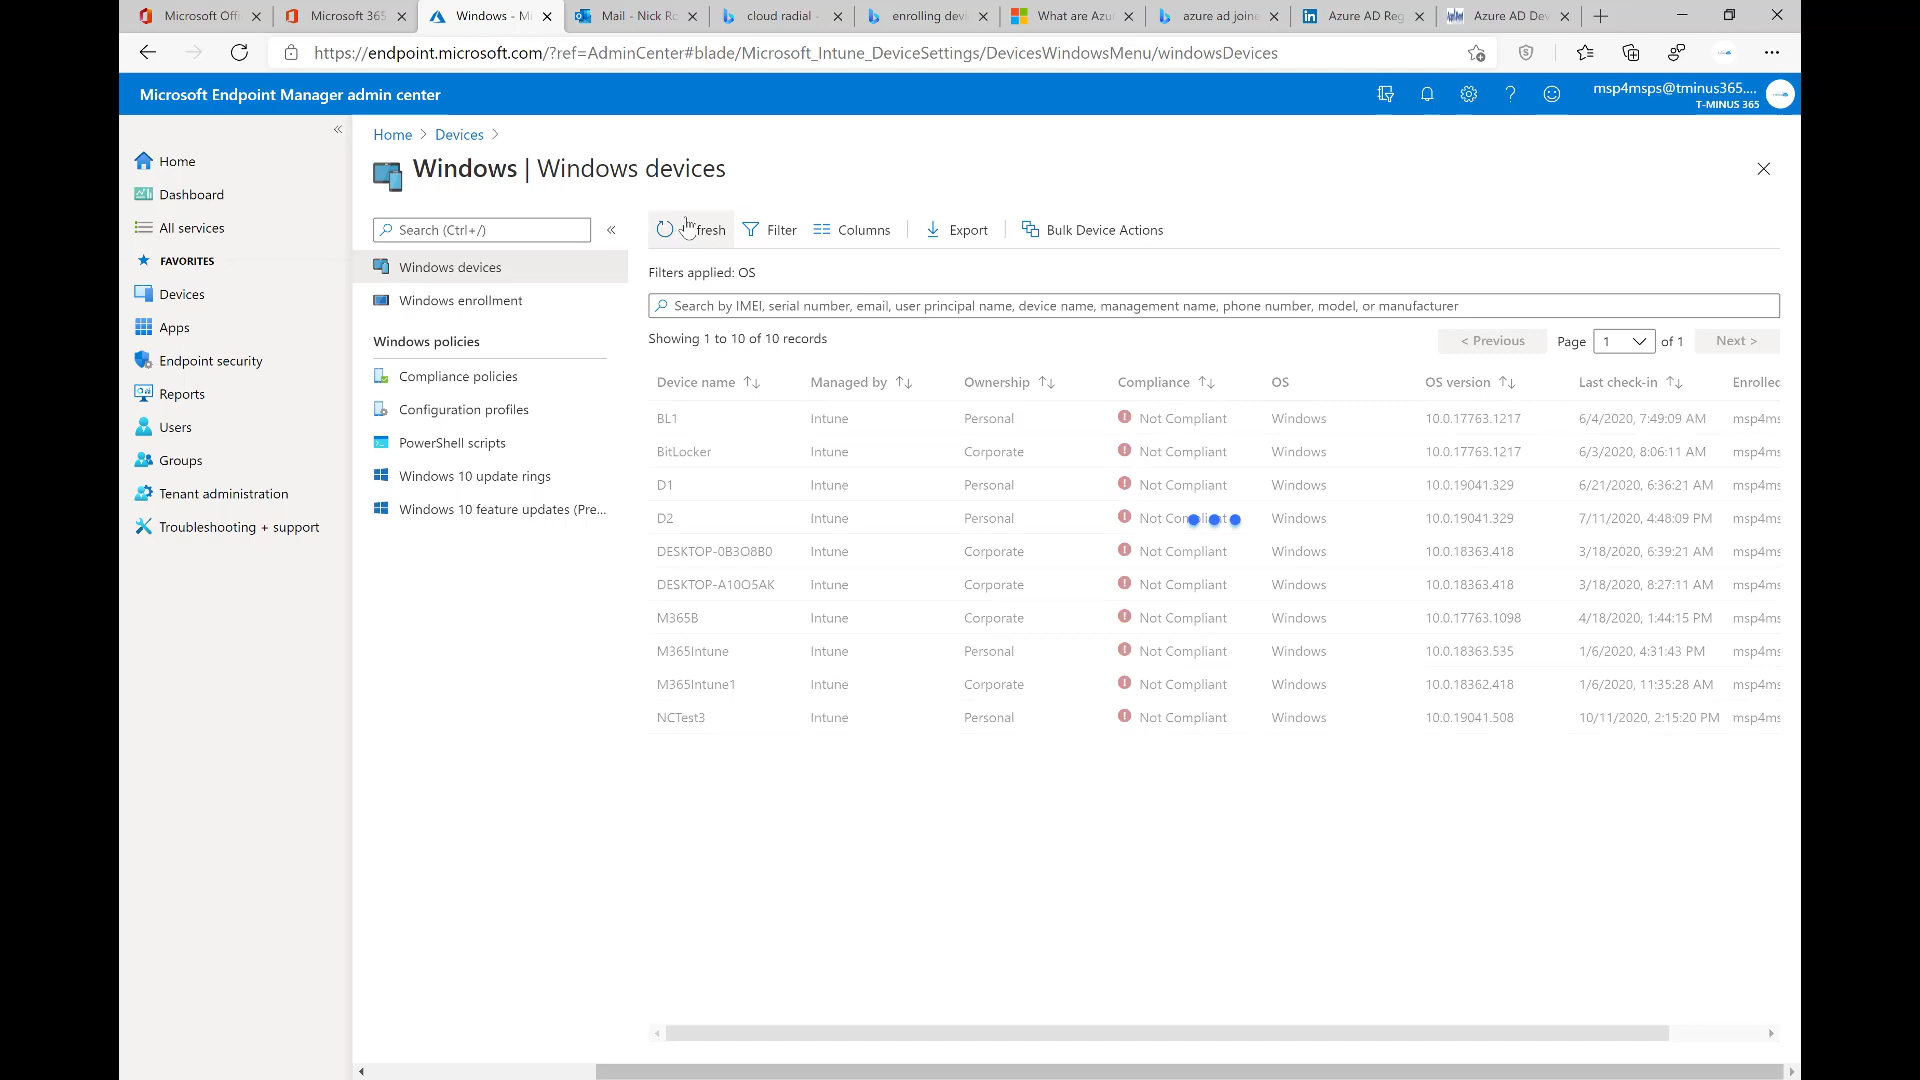 Microsoft Off
Microsoft 365
Windows - Mi
Mail - Nick Ro
cloud radial -
enrolling devi
What are Azu
azure ad joine
Azure AD Reg
Azure AD Dev
https://endpoint.microsoft.com/?ref=AdminCenter#blade/Microsoft_Intune_DeviceSettings/DevicesWindowsMenu/windowsDevices
Microsoft Endpoint Manager admin center
msp4msps@tminus365....
T-MINUS 365
Home
Dashboard
All services
FAVORITES
Devices
Apps
Endpoint security
Reports
Users
Groups
Tenant administration
Troubleshooting + support
Home > Devices >
Windows | Windows devices
Search (Ctrl+/)
Windows devices
Windows enrollment
Windows policies
Compliance policies
Configuration profiles
PowerShell scripts
Windows 10 update rings
Windows 10 feature updates (Pre...
fresh Filter Columns Export Bulk Device Actions
Filters applied: OS
Search by IMEI, serial number, email, user principal name, device name, management name, phone number, model, or manufacturer
Showing 1 to 10 of 10 records
< Previous Page 1 of 1 Next >
Device name Managed by Ownership Compliance OS OS version Last check-in Enrolled
BL1 Intune Personal Not Compliant Windows 10.0.17763.1217 6/4/2020, 7:49:09 AM msp4ms
BitLocker Intune Corporate Not Compliant Windows 10.0.17763.1217 6/3/2020, 8:06:11 AM msp4ms
D1 Intune Personal Not Compliant Windows 10.0.19041.329 6/21/2020, 6:36:21 AM msp4ms
D2 Intune Personal Not Compliant Windows 10.0.19041.329 7/11/2020, 4:48:09 PM msp4ms
DESKTOP-0B3O8B0 Intune Corporate Not Compliant Windows 10.0.18363.418 3/18/2020, 6:39:21 AM msp4ms
DESKTOP-A10O5AK Intune Corporate Not Compliant Windows 10.0.18363.418 3/18/2020, 8:27:11 AM msp4ms
M365B Intune Corporate Not Compliant Windows 10.0.17763.1098 4/18/2020, 1:44:15 PM msp4ms
M365Intune Intune Personal Not Compliant Windows 10.0.18363.535 1/6/2020, 4:31:43 PM msp4ms
M365Intune1 Intune Corporate Not Compliant Windows 10.0.18362.418 1/6/2020, 11:35:28 AM msp4ms
NCTest3 Intune Personal Not Compliant Windows 10.0.19041.508 10/11/2020, 2:15:20 PM msp4ms